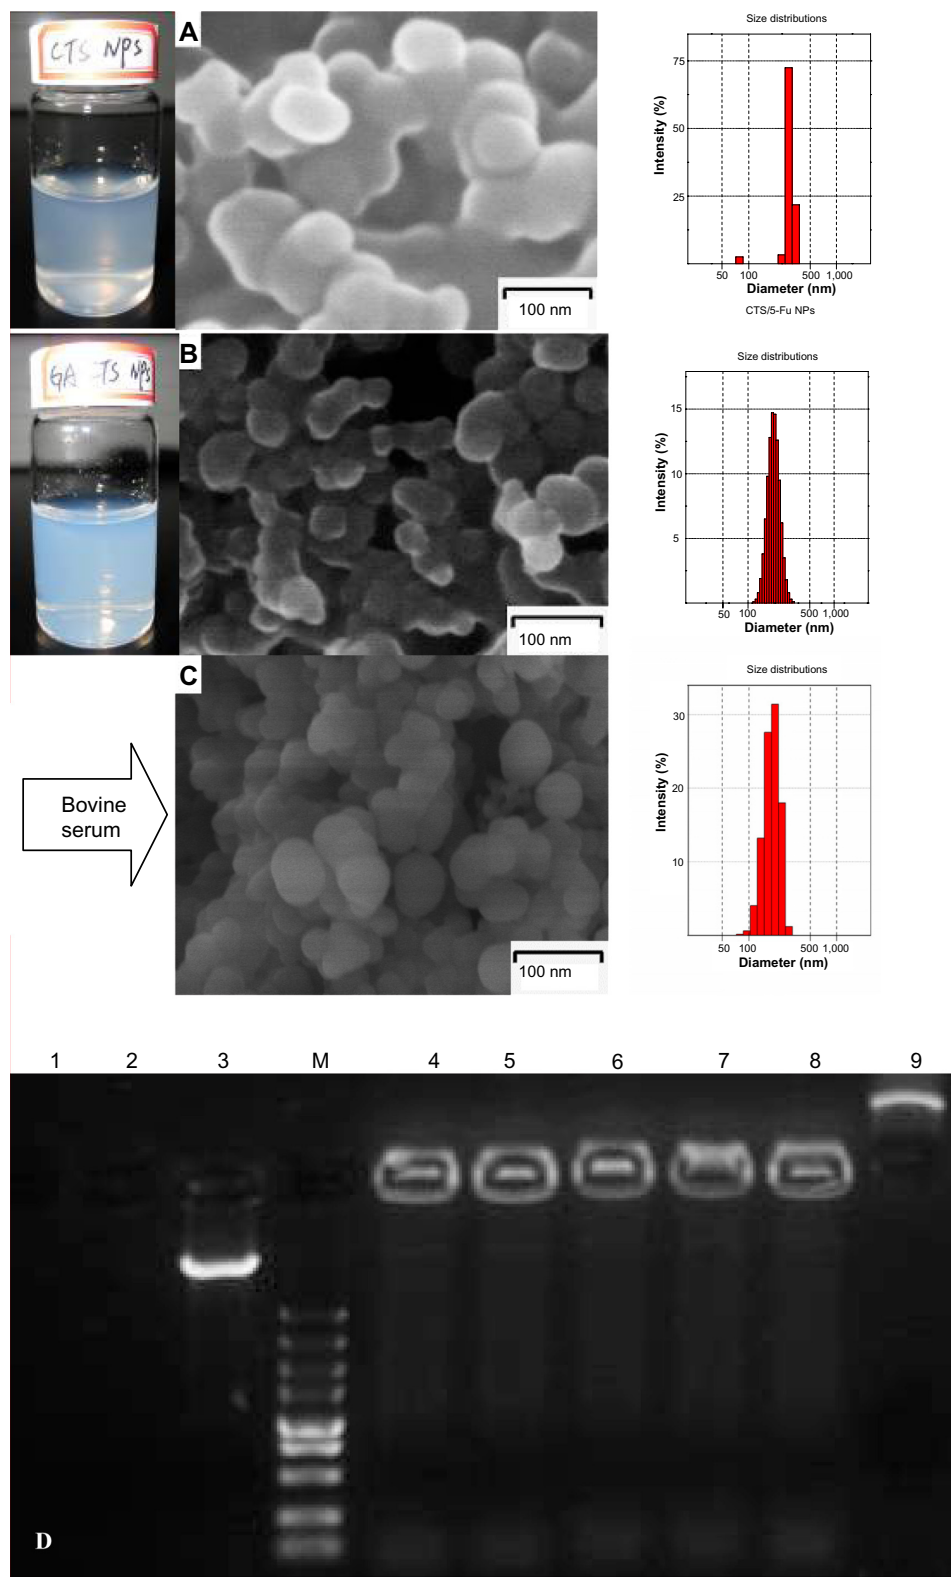 CTS NPs
A
100 nm
Size distributions
75
50
25
Intensity (%)
50 100 500 1,000
Diameter (nm)
CTS/5-Fu NPs
GA TS NPs
B
100 nm
Size distributions
15
10
5
Intensity (%)
50 100 500 1,000
Diameter (nm)
Bovine
serum
C
100 nm
Size distributions
30
20
10
Intensity (%)
50 100 500 1,000
Diameter (nm)
1 2 3 M 4 5 6 7 8 9
D